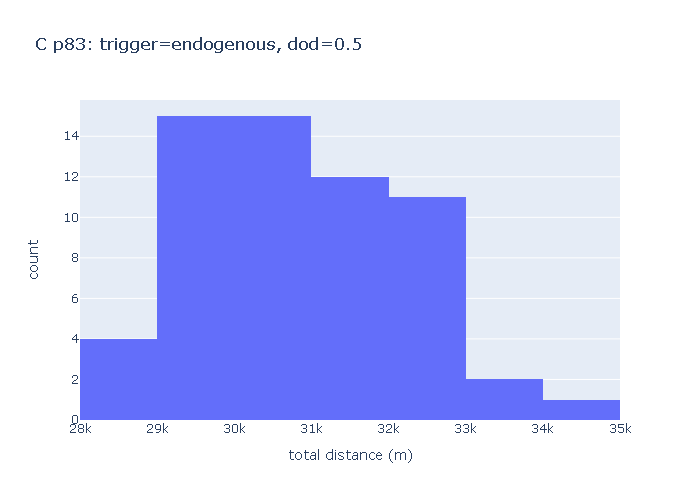 C p83: trigger=endogenous, dod=0.5
14
12
10
8
6
4
2
0
count
28k 29k 30k 31k 32k 33k 34k 35k
total distance (m)